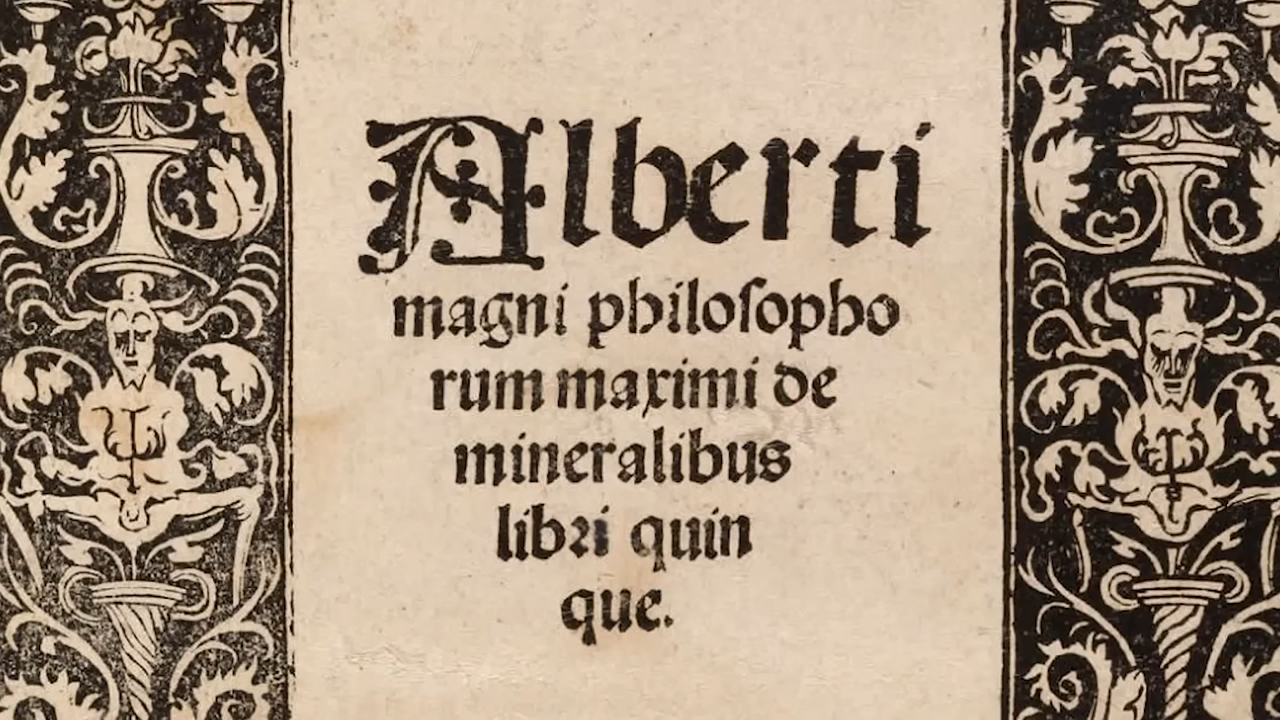 Alberti
magni philoſopho
rum maximi de
mineralibus
libri quin
que.